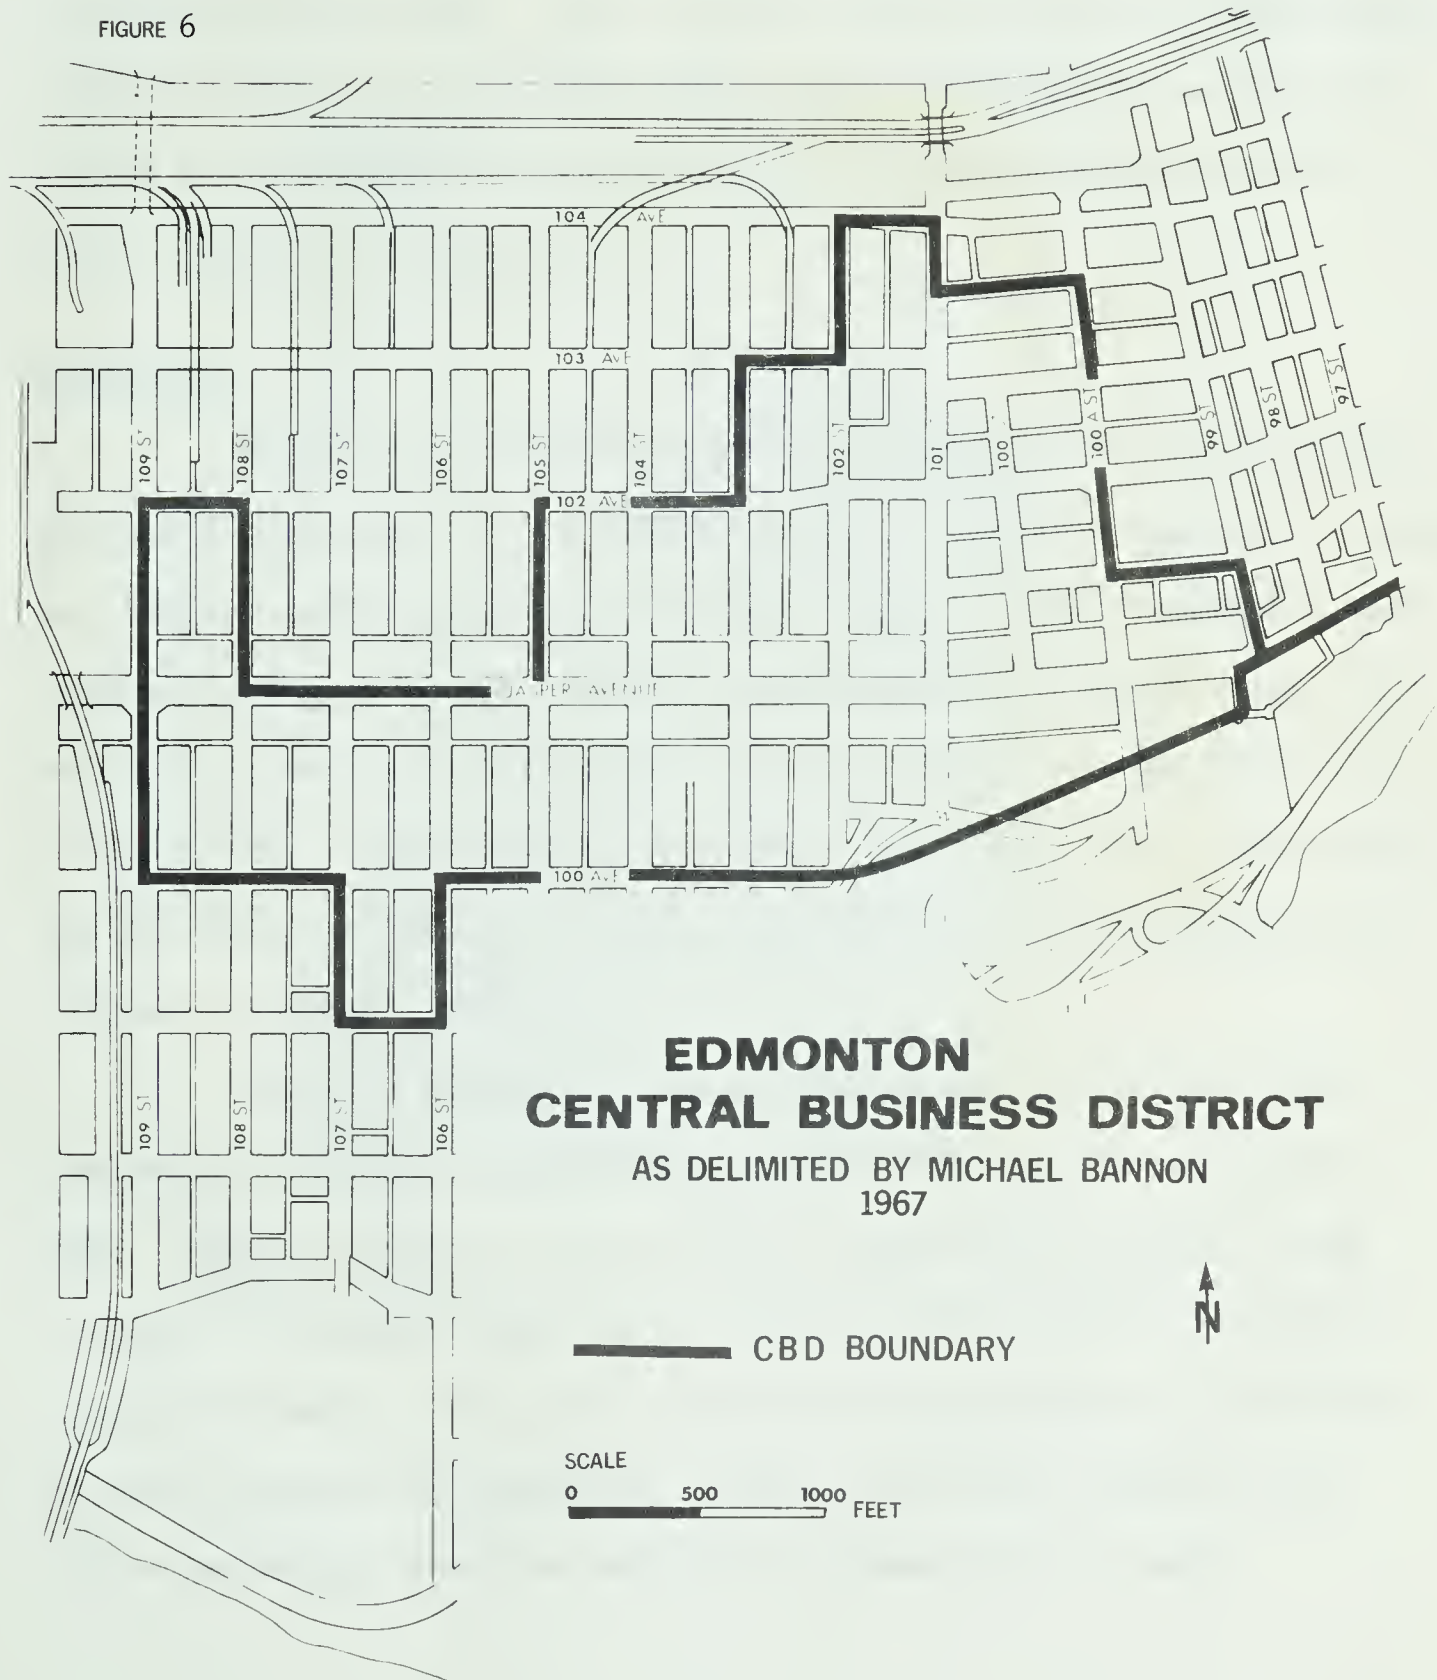 FIGURE 6
104 AVE
103 AVE
109 ST
108 ST
107 ST
106 ST
105 ST
104 ST
102 ST
101
100
100 A ST
99 ST
98 ST
97 ST
102 AVE
JASPER AVENUE
100 AVE
109 ST
108 ST
107 ST
106 ST
EDMONTON
CENTRAL BUSINESS DISTRICT
AS DELIMITED BY MICHAEL BANNON
1967
N
CBD BOUNDARY
SCALE
0 500 1000 FEET